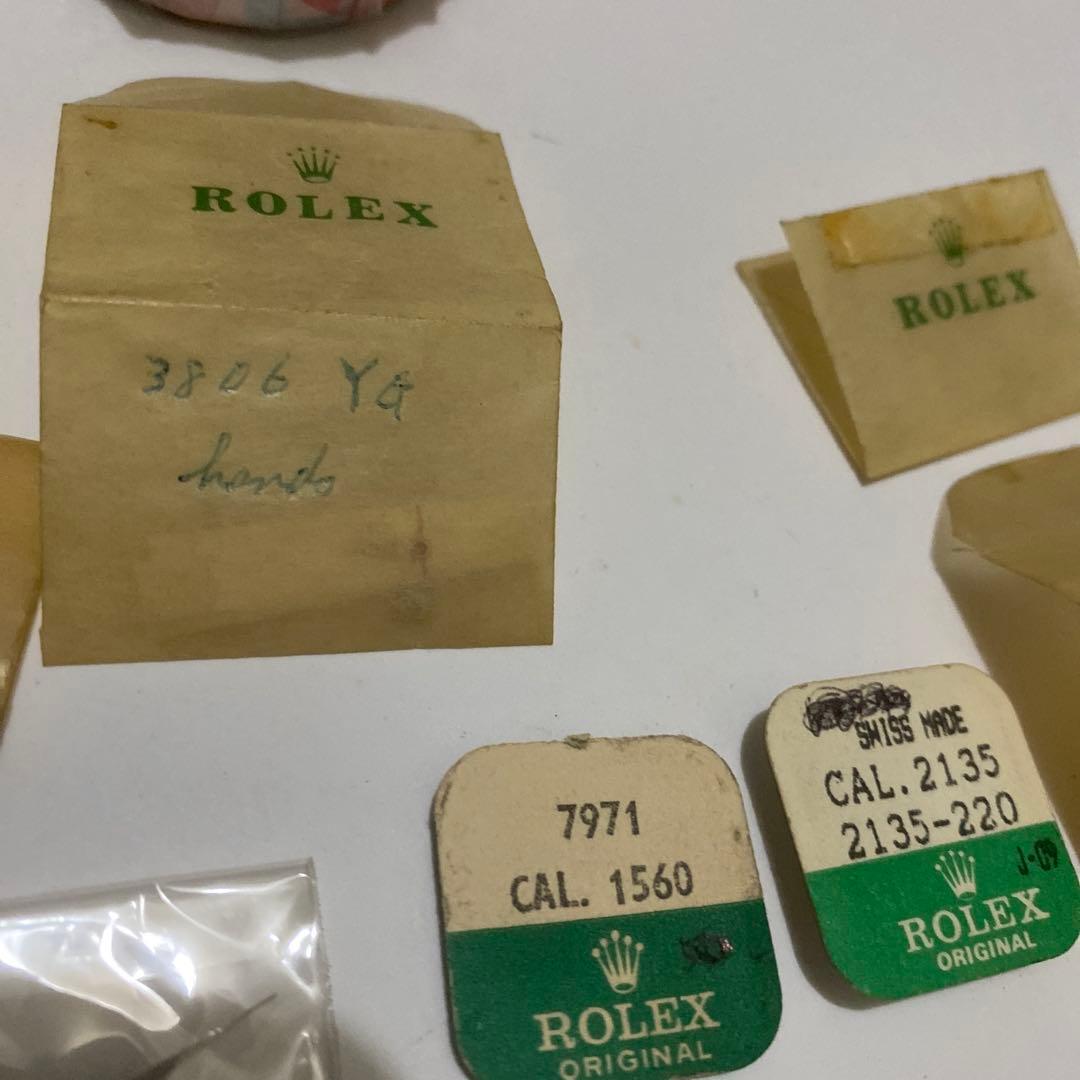 ROLEX
3806 YG
hands
ROLEX
7971
CAL. 1560
ROLEX
ORIGINAL
SWISS MADE
CAL. 2135
2135-220
J-09
ROLEX
ORIGINAL